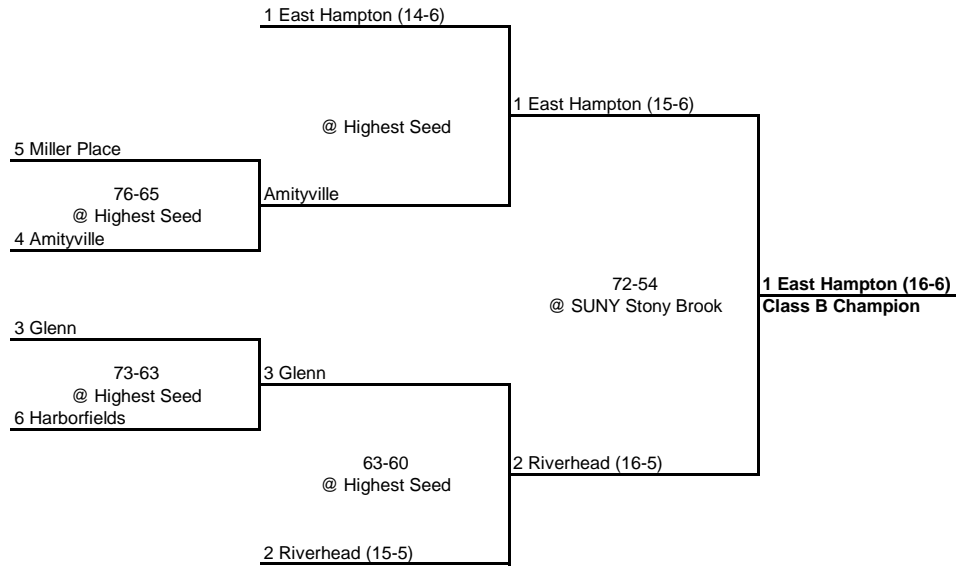 1 East Hampton (14-6)
1 East Hampton (15-6)
@ Highest Seed
5 Miller Place
76-65
@ Highest Seed
Amityville
4 Amityville
72-54
@ SUNY Stony Brook
1 East Hampton (16-6)
Class B Champion
3 Glenn
73-63
@ Highest Seed
3 Glenn
6 Harborfields
63-60
@ Highest Seed
2 Riverhead (16-5)
2 Riverhead (15-5)